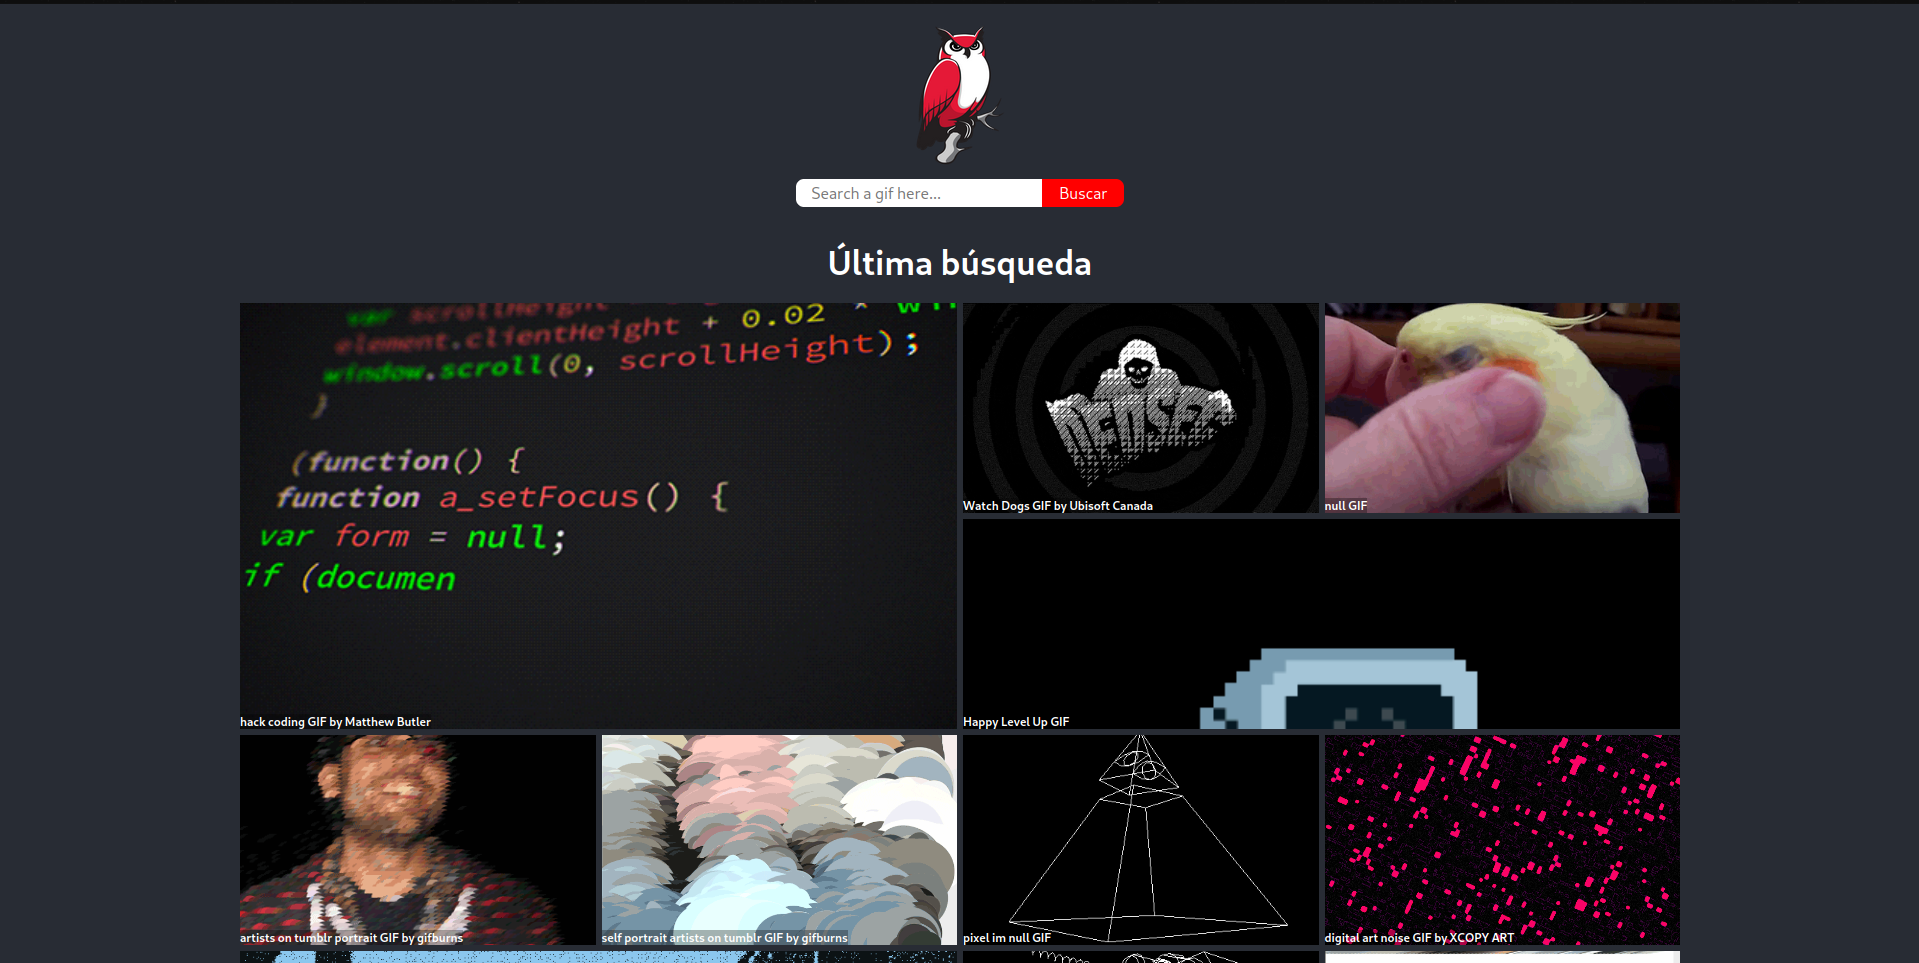 Search a gif here...
Buscar
Última búsqueda
var scrollHeight
element.clientHeight + 0.02 *
window.scroll(0, scrollHeight);
}
(function() {
function a_setFocus() {
var form = null;
if (documen
hack coding GIF by Matthew Butler
DEDSEC
Watch Dogs GIF by Ubisoft Canada
null GIF
Happy Level Up GIF
artists on tumblr portrait GIF by gifburns
self portrait artists on tumblr GIF by gifburns
pixel im null GIF
digital art noise GIF by XCOPY ART